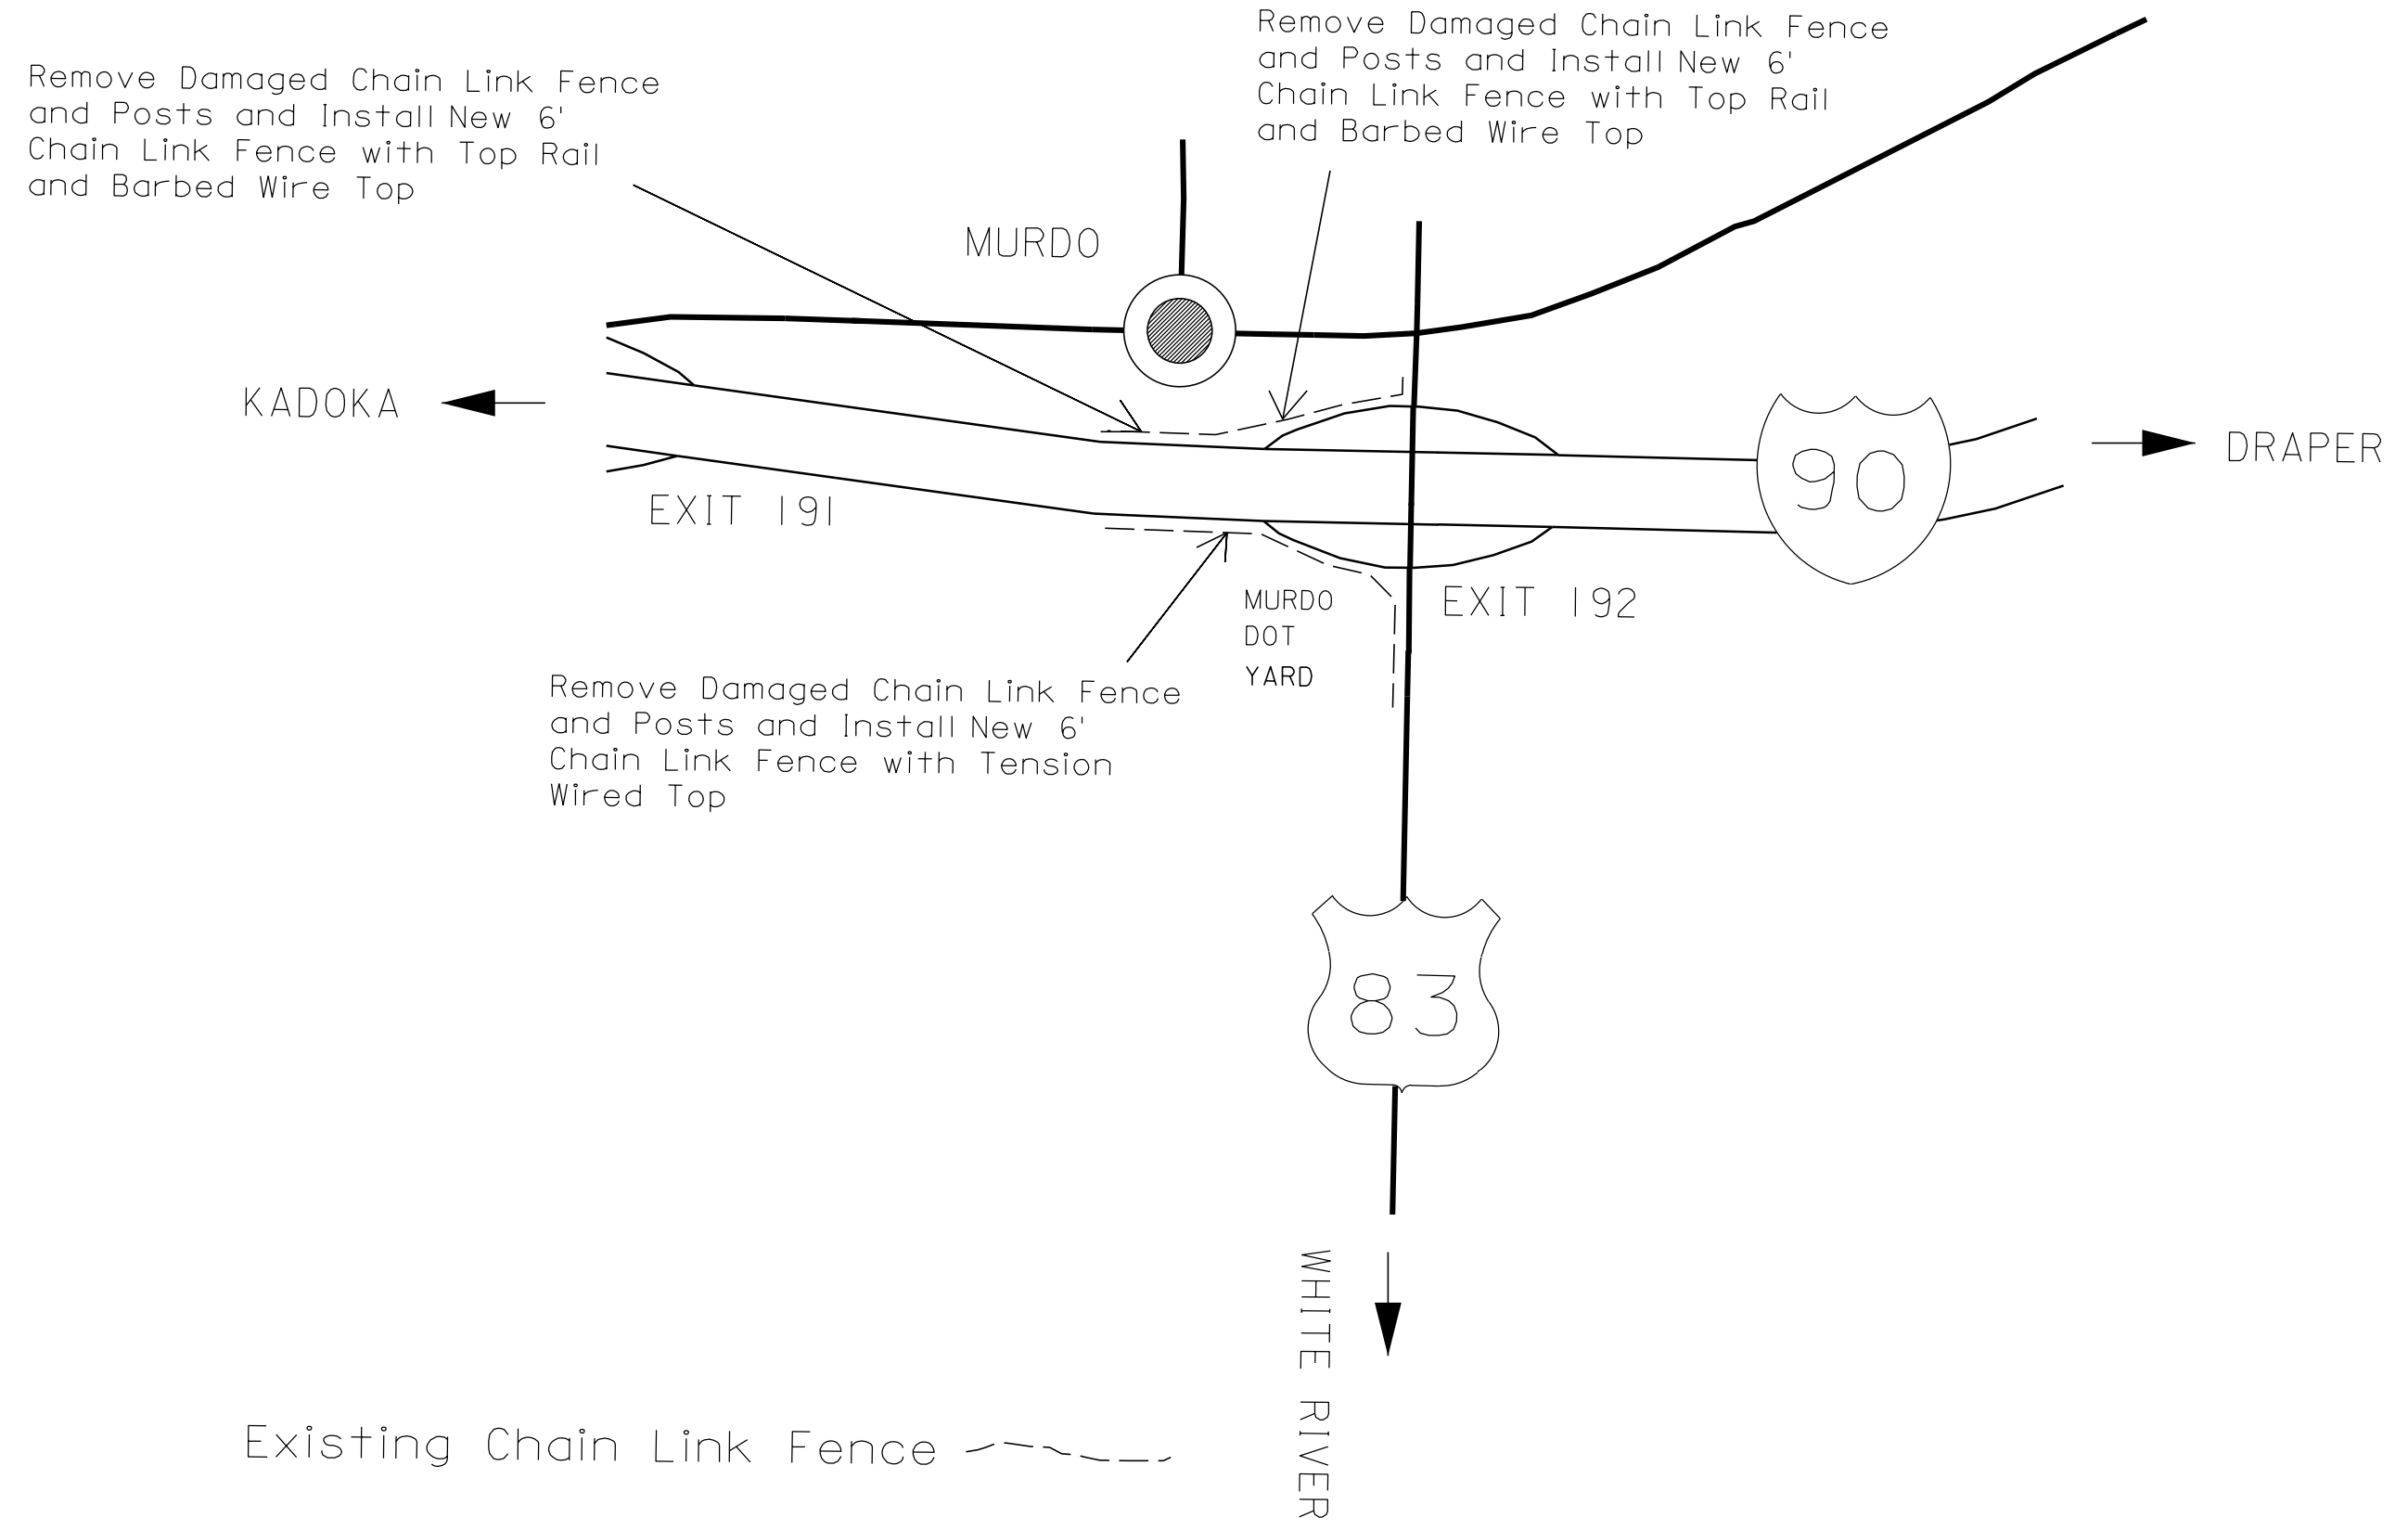 Remove Damaged Chain Link Fence
and Posts and Install New 6'
Chain Link Fence with Top Rail
and Barbed Wire Top
Remove Damaged Chain Link Fence
and Posts and Install New 6'
Chain Link Fence with Top Rail
and Barbed Wire Top
MURDO
KADOKA
90
DRAPER
EXIT 191
EXIT 192
MURDO
DOT
YARD
Remove Damaged Chain Link Fence
and Posts and Install New 6'
Chain Link Fence with Tension
Wired Top
83
WHITE RIVER
Existing Chain Link Fence